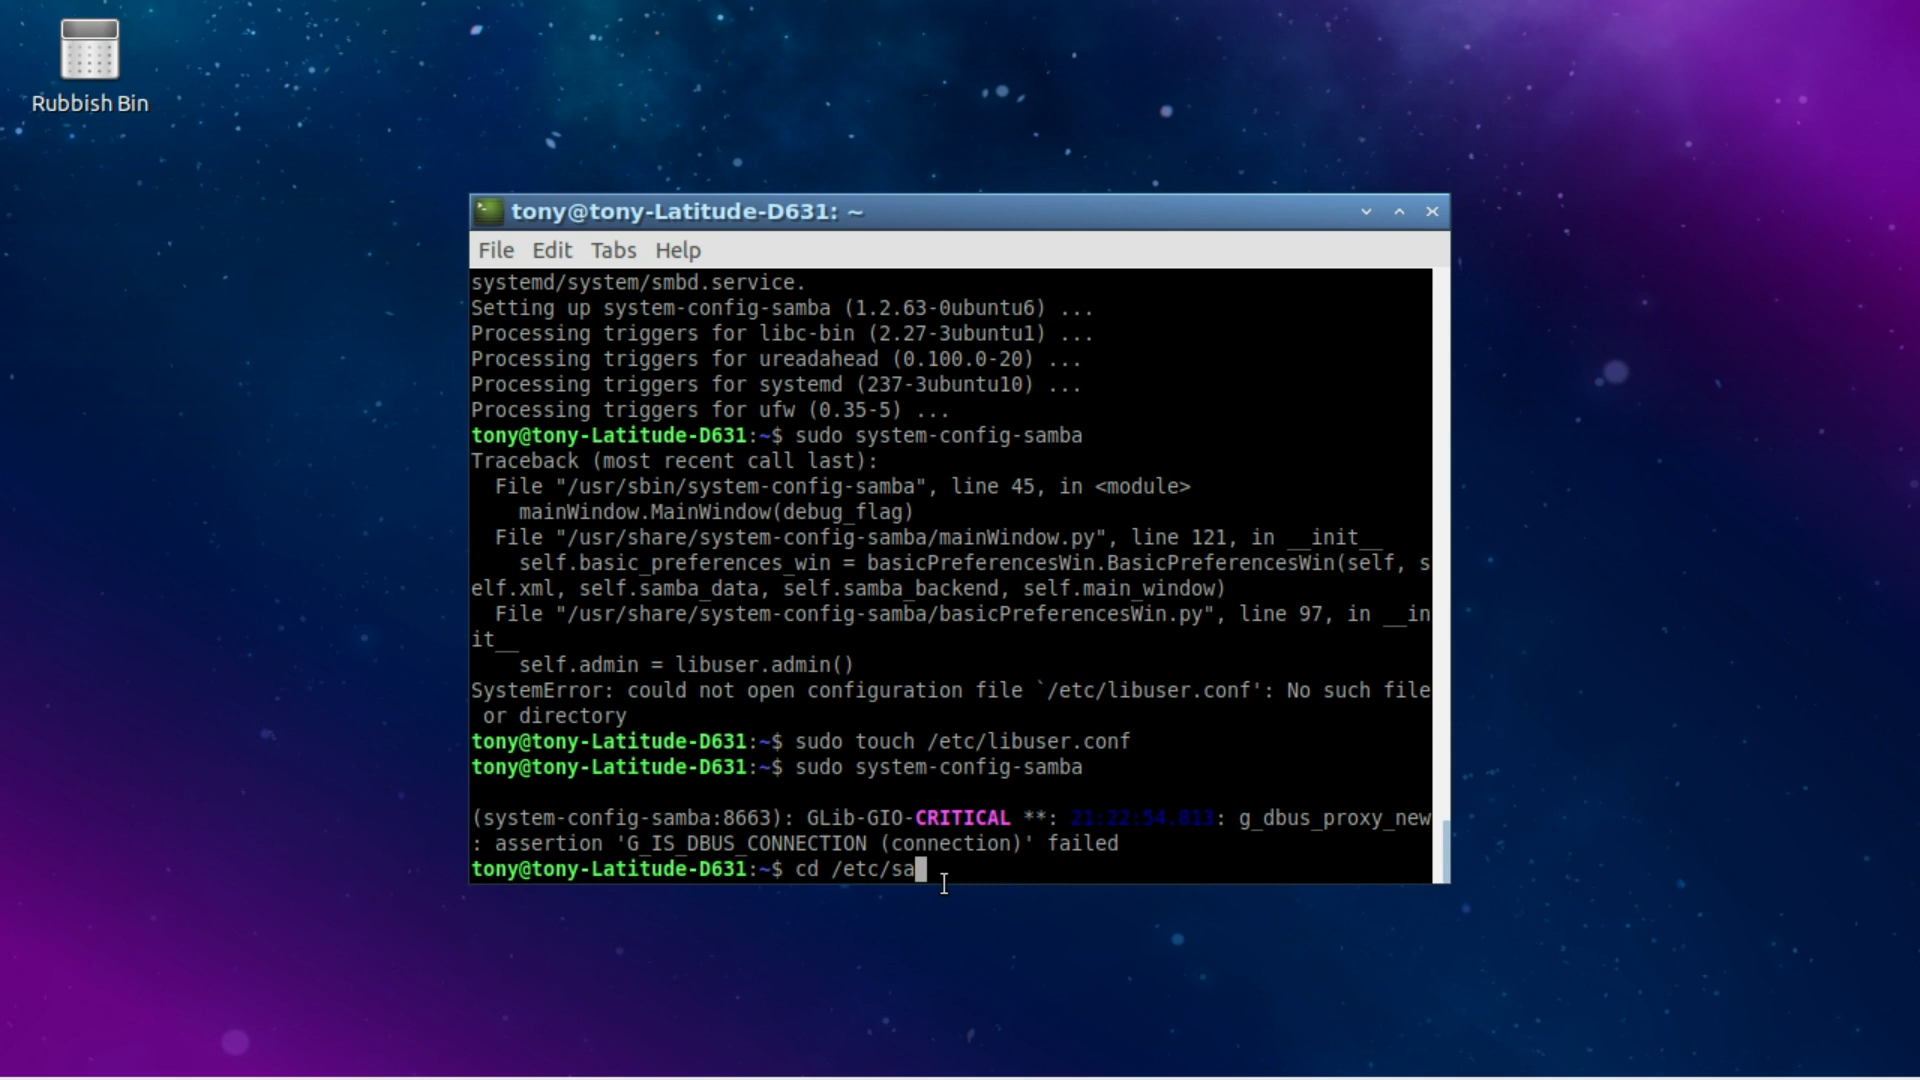 Rubbish Bin
tony@tony-Latitude-D631: ~
File Edit Tabs Help
systemd/system/smbd.service.
Setting up system-config-samba (1.2.63-0ubuntu6) ...
Processing triggers for libc-bin (2.27-3ubuntu1) ...
Processing triggers for ureadahead (0.100.0-20) ...
Processing triggers for systemd (237-3ubuntu10) ...
Processing triggers for ufw (0.35-5) ...
tony@tony-Latitude-D631:~$ sudo system-config-samba
Traceback (most recent call last):
  File "/usr/sbin/system-config-samba", line 45, in <module>
    mainWindow.MainWindow(debug_flag)
  File "/usr/share/system-config-samba/mainWindow.py", line 121, in __init__
    self.basic_preferences_win = basicPreferencesWin.BasicPreferencesWin(self, s
elf.xml, self.samba_data, self.samba_backend, self.main_window)
  File "/usr/share/system-config-samba/basicPreferencesWin.py", line 97, in __in
it__
    self.admin = libuser.admin()
SystemError: could not open configuration file `/etc/libuser.conf': No such file
 or directory
tony@tony-Latitude-D631:~$ sudo touch /etc/libuser.conf
tony@tony-Latitude-D631:~$ sudo system-config-samba
(system-config-samba:8663): GLib-GIO-CRITICAL **: 21:22:54.813: g_dbus_proxy_new
: assertion 'G_IS_DBUS_CONNECTION (connection)' failed
tony@tony-Latitude-D631:~$ cd /etc/sa